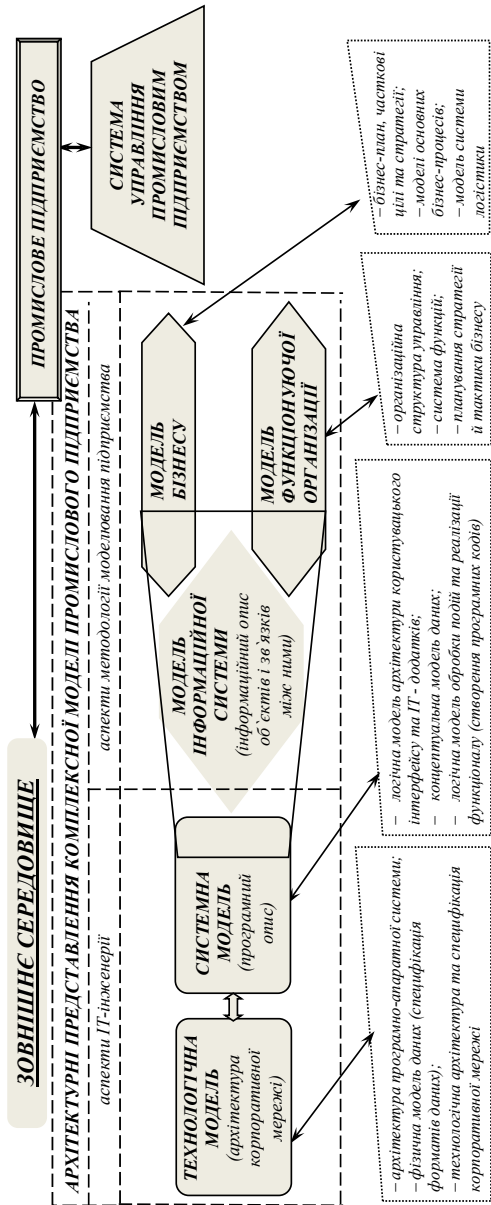 ЗОВНІШНЄ СЕРЕДОВИЩЕ
ПРОМИСЛОВЕ ПІДПРИЄМСТВО
СИСТЕМА
УПРАВЛІННЯ
ПРОМИСЛОВИМ
ПІДПРИЄМСТВОМ
АРХІТЕКТУРНІ ПРЕДСТАВЛЕННЯ КОМПЛЕКСНОЇ МОДЕЛІ ПРОМИСЛОВОГО ПІДПРИЄМСТВА
аспекти ІТ-інженерії
аспекти методології моделювання підприємства
ТЕХНОЛОГІЧНА
МОДЕЛЬ
(архітектура
корпоративної
мережі)
СИСТЕМНА
МОДЕЛЬ
(програмний
опис)
МОДЕЛЬ
ІНФОРМАЦІЙНОЇ
СИСТЕМИ
(інформаційний опис
об`єктів і зв`язків
між ними)
МОДЕЛЬ
БІЗНЕСУ
МОДЕЛЬ
ФУНКЦІОНУЮЧОЇ
ОРГАНІЗАЦІЇ
– архітектура програмно-апаратної системи;
– фізична модель даних (специфікація
форматів даних);
– технологічна архітектура та специфікація
корпоративної мережі
– логічна модель архітектури користувацького
інтерфейсу та ІТ - додатків;
– концептуальна модель даних;
– логічна модель обробки подій та реалізації
функціоналу (створення програмних кодів)
– організаційна
структура управління;
– система функцій;
– планування стратегії
й тактики бізнесу
– бізнес-план, часткові
цілі та стратегії;
– моделі основних
бізнес-процесів;
– модель системи
логістики